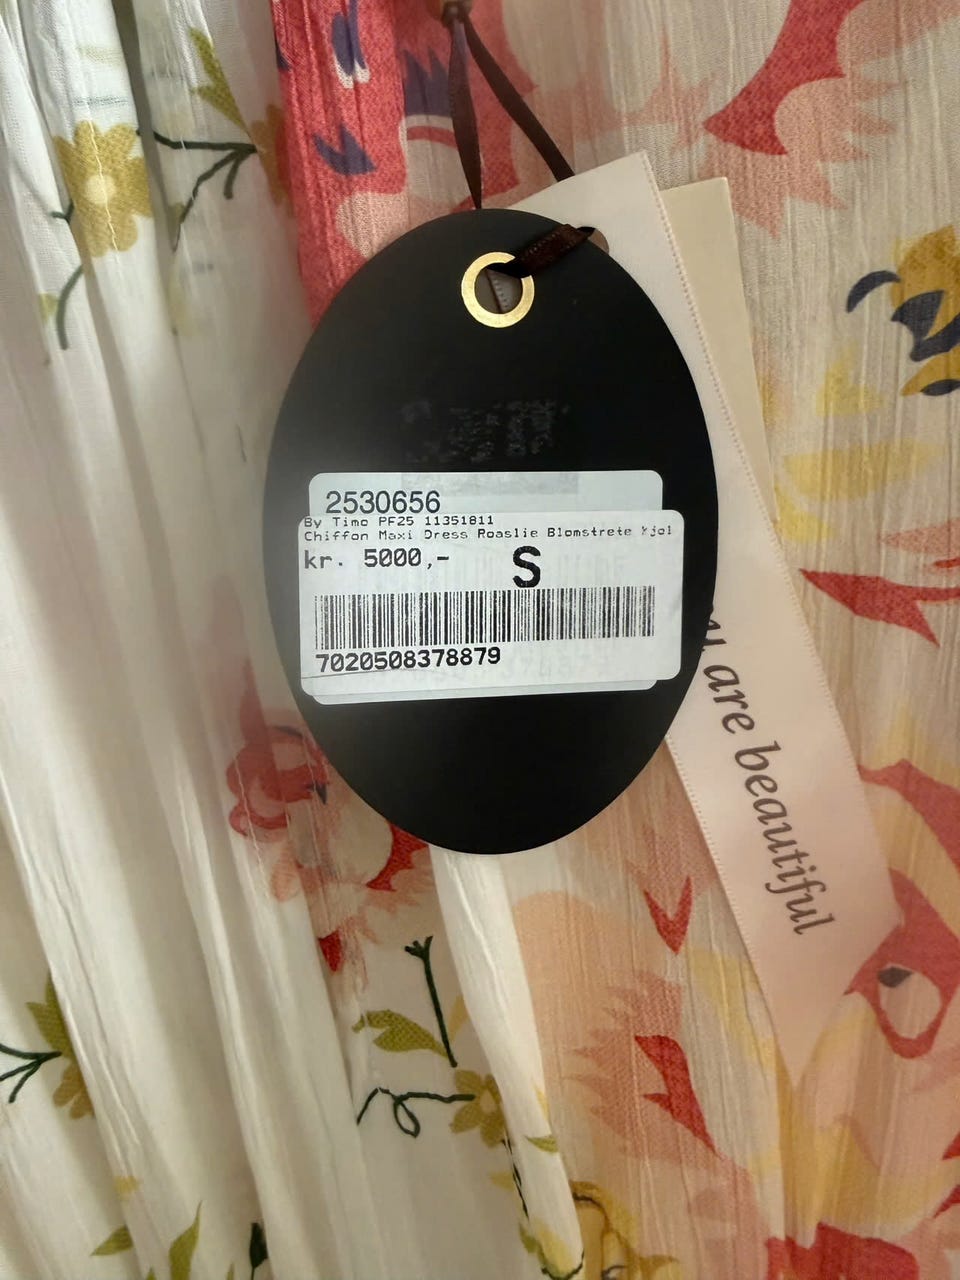 2530656
By Timo PF25 11351811
Chiffon Maxi Dress Roaslie Blomstrete kjol
kr. 5000,-
S
7020508378879
are beautiful